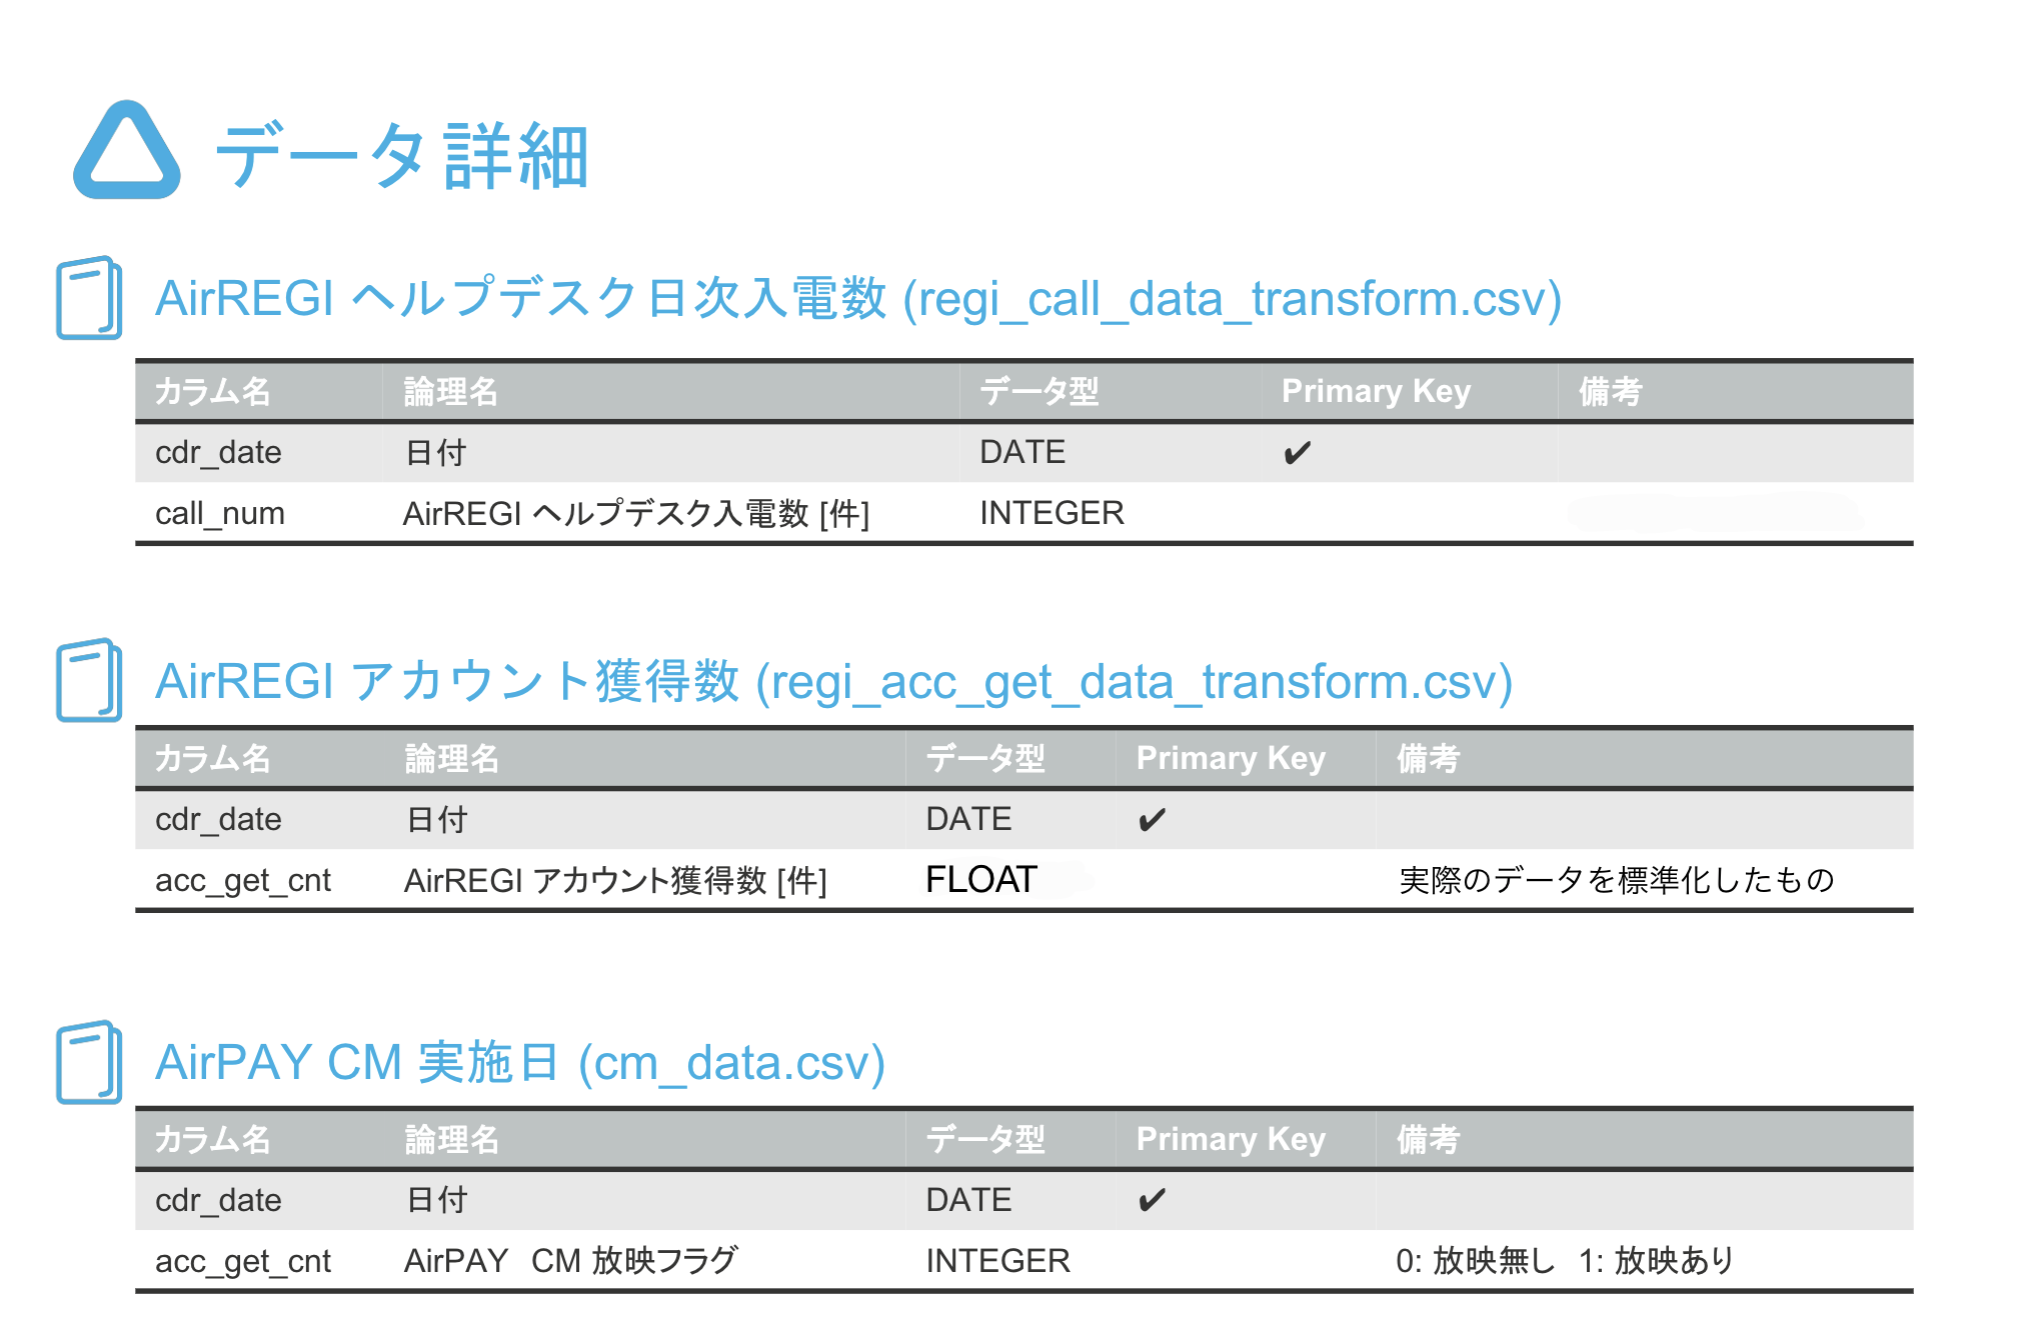 データ詳細
AirREGI ヘルプデスク日次入電数 (regi_call_data_transform.csv)
カラム名 論理名 データ型 Primary Key 備考
cdr_date 日付 DATE ✔
call_num AirREGI ヘルプデスク入電数 [件] INTEGER
AirREGI アカウント獲得数 (regi_acc_get_data_transform.csv)
カラム名 論理名 データ型 Primary Key 備考
cdr_date 日付 DATE ✔
acc_get_cnt AirREGI アカウント獲得数 [件] FLOAT 実際のデータを標準化したもの
AirPAY CM 実施日 (cm_data.csv)
カラム名 論理名 データ型 Primary Key 備考
cdr_date 日付 DATE ✔
acc_get_cnt AirPAY CM 放映フラグ INTEGER 0: 放映無し 1: 放映あり